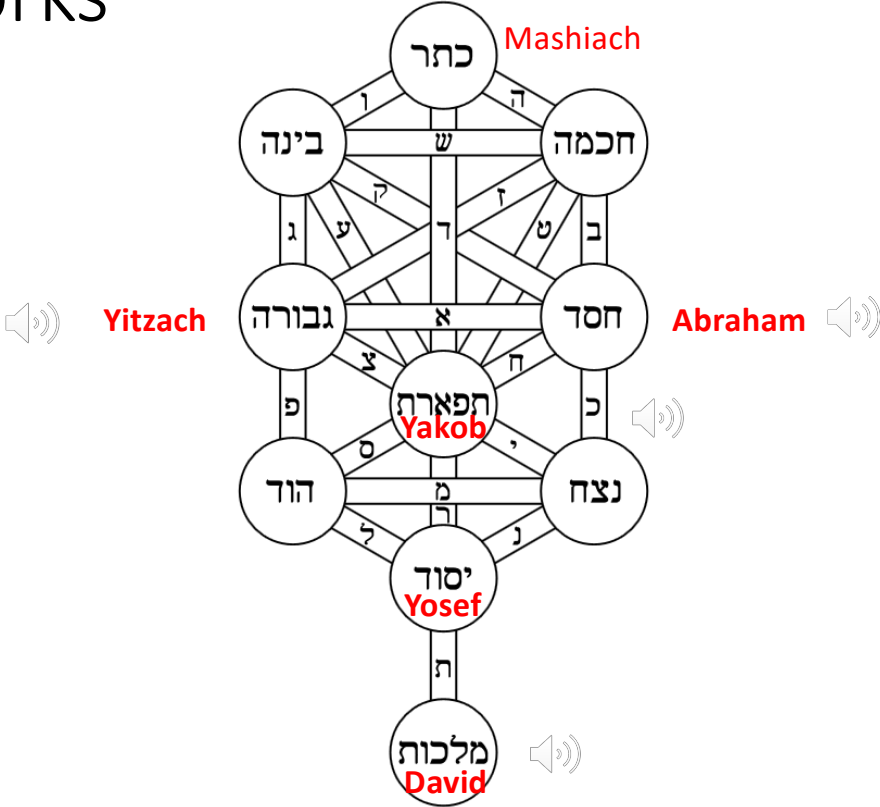 כתר Mashiach
ו ה
בינה ש חכמה
ק ז
ג ע ד ט ב
Yitzach גבורה א חסד Abraham
צ ח
תפארת
Yakob
פ כ
ס י
הוד מ נצח
ר
ל נ
יסוד
Yosef
ת
מלכות
David